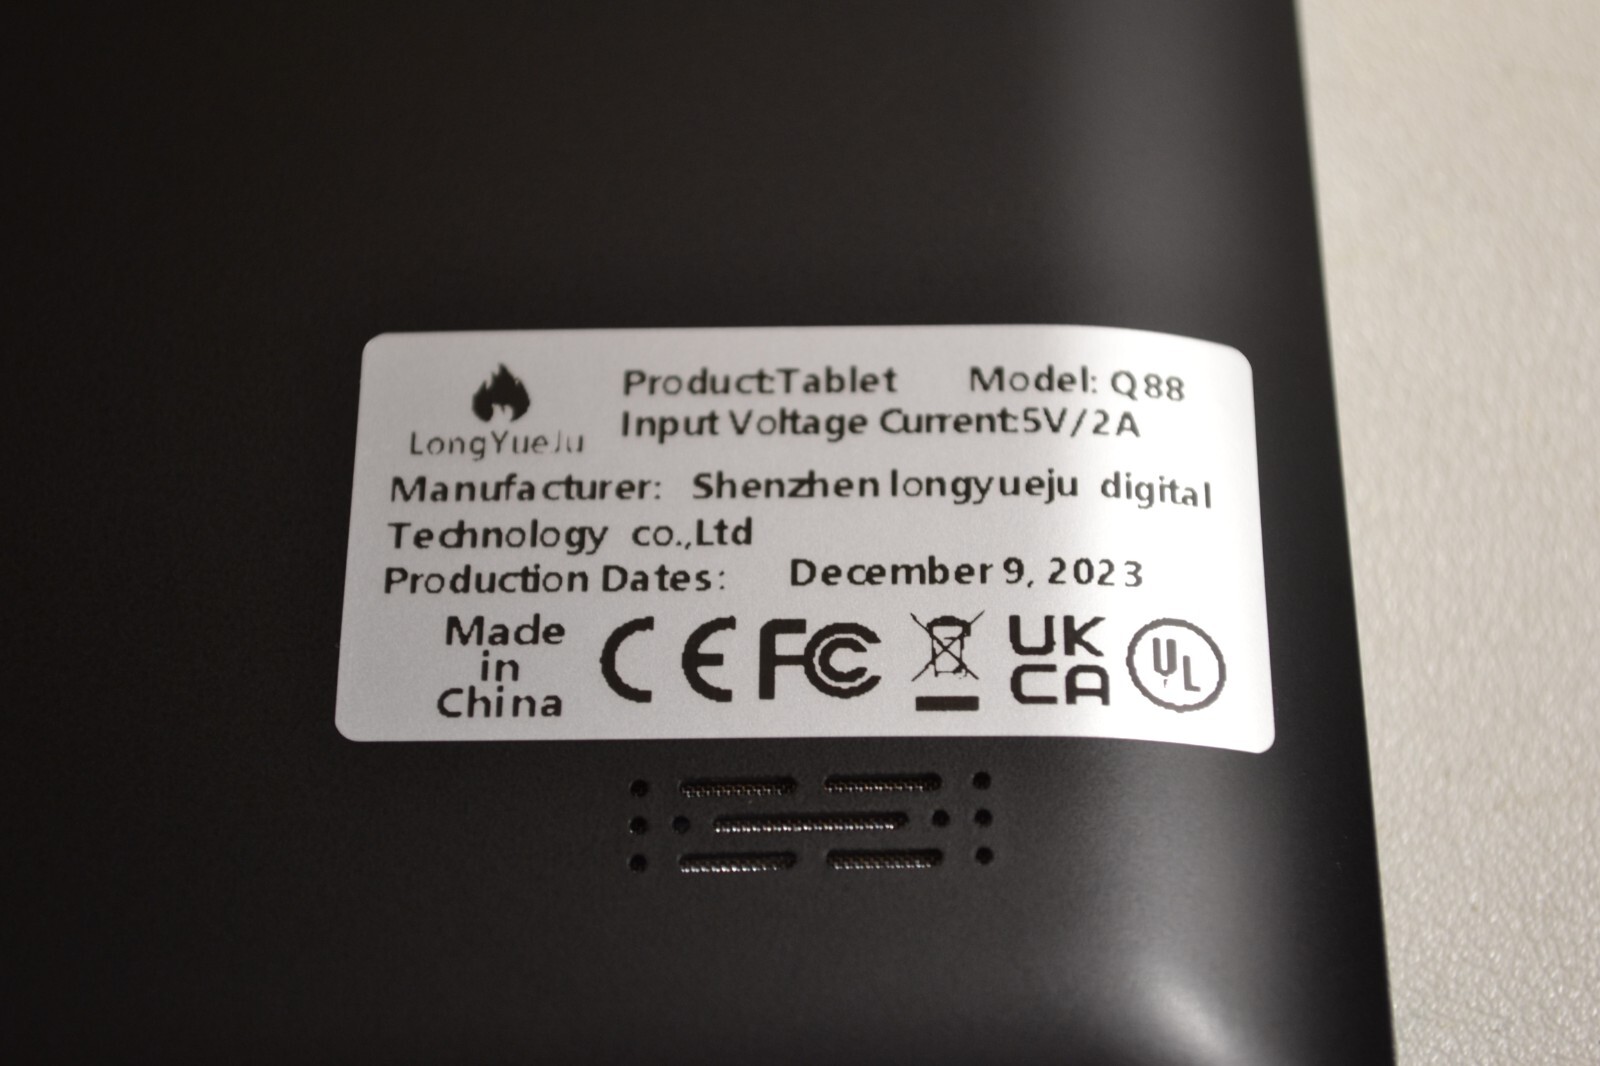 LongYueJu
Product:Tablet Model: Q88
Input Voltage Current:5V/2A
Manufacturer: Shenzhen longyueju digital
Technology co.,Ltd
Production Dates: December 9, 2023
Made
in
China
CE FC UK
CA UL